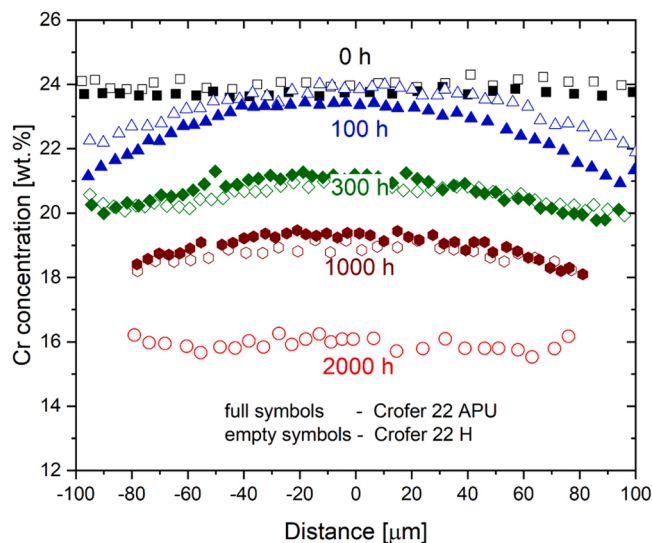 26
24
22
20
18
16
14
12
Cr concentration [wt.%]
0 h
100 h
300 h
1000 h
2000 h
full symbols - Crofer 22 APU
empty symbols - Crofer 22 H
-100 -80 -60 -40 -20 0 20 40 60 80 100
Distance [μm]